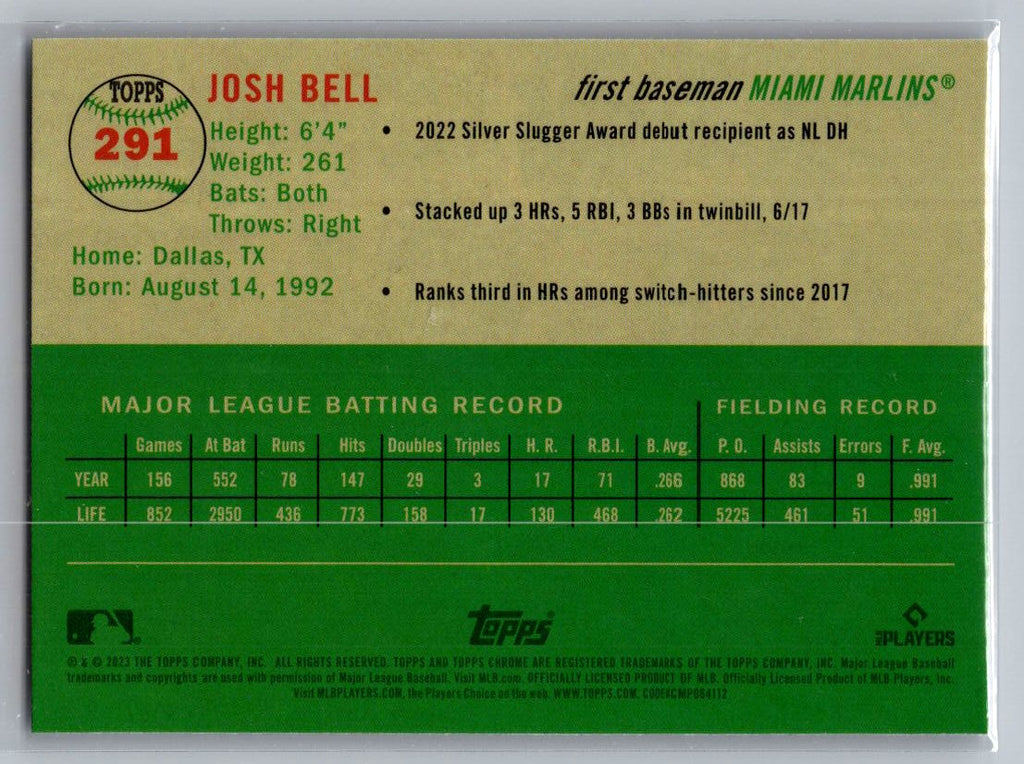 TOPPS
291
JOSH BELL
first baseman MIAMI MARLINS®
Height: 6'4"
Weight: 261
Bats: Both
Throws: Right
Home: Dallas, TX
Born: August 14, 1992
• 2022 Silver Slugger Award debut recipient as NL DH
• Stacked up 3 HRs, 5 RBI, 3 BBs in twinbill, 6/17
• Ranks third in HRs among switch-hitters since 2017
MAJOR LEAGUE BATTING RECORD FIELDING RECORD
Games At Bat Runs Hits Doubles Triples H. R. R.B.I. B. Avg. P. O. Assists Errors F. Avg.
YEAR 156 552 78 147 29 3 17 71 .266 868 83 9 .991
LIFE 852 2950 436 773 158 17 130 468 .262 5225 461 51 .991
Topps
PLAYERS
® & © 2023 THE TOPPS COMPANY, INC. ALL RIGHTS RESERVED. TOPPS AND TOPPS CHROME ARE REGISTERED TRADEMARKS OF THE TOPPS COMPANY, INC. Major League Baseball
trademarks and copyrights are used with permission of Major League Baseball. Visit MLB.com. OFFICIALLY LICENSED PRODUCT OF MLB. Officially Licensed Product of MLB Players, Inc.
Visit MLBPLAYERS.COM, the Players Choice on the web. WWW.TOPPS.COM. CODE#CMP084112